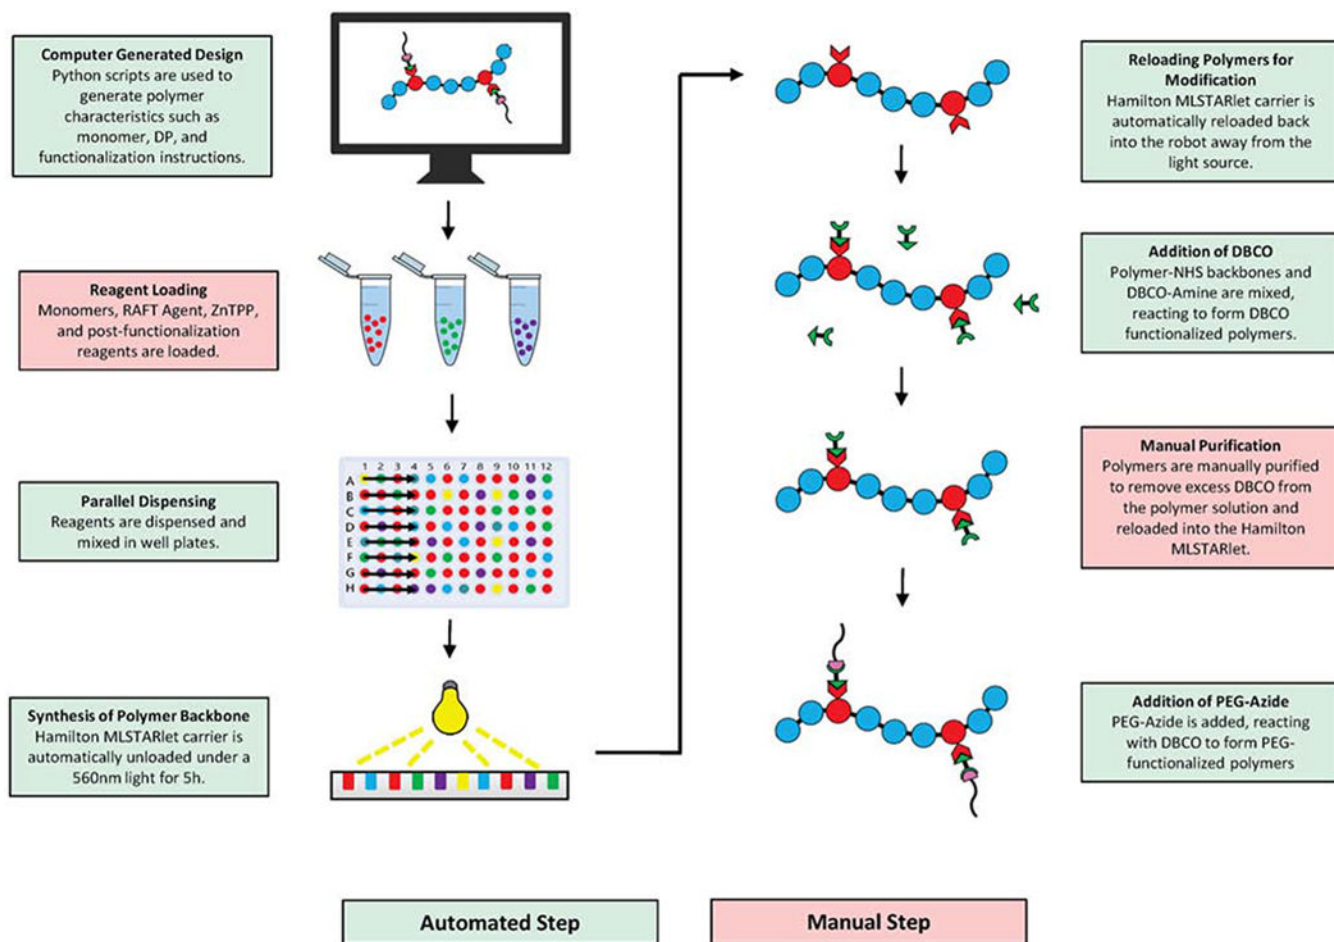 Computer Generated Design
Python scripts are used to
generate polymer
characteristics such as
monomer, DP, and
functionalization instructions.
Reagent Loading
Monomers, RAFT Agent, ZnTPP,
and post-functionalization
reagents are loaded.
Parallel Dispensing
Reagents are dispensed and
mixed in well plates.
1 2 3 4 5 6 7 8 9 10 11 12
A
B
C
D
E
F
G
H
Synthesis of Polymer Backbone
Hamilton MLSTARlet carrier is
automatically unloaded under a
560nm light for 5h.
Reloading Polymers for
Modification
Hamilton MLSTARlet carrier is
automatically reloaded back
into the robot away from the
light source.
Addition of DBCO
Polymer-NHS backbones and
DBCO-Amine are mixed,
reacting to form DBCO
functionalized polymers.
Manual Purification
Polymers are manually purified
to remove excess DBCO from
the polymer solution and
reloaded into the Hamilton
MLSTARlet.
Addition of PEG-Azide
PEG-Azide is added, reacting
with DBCO to form PEG-
functionalized polymers
Automated Step
Manual Step